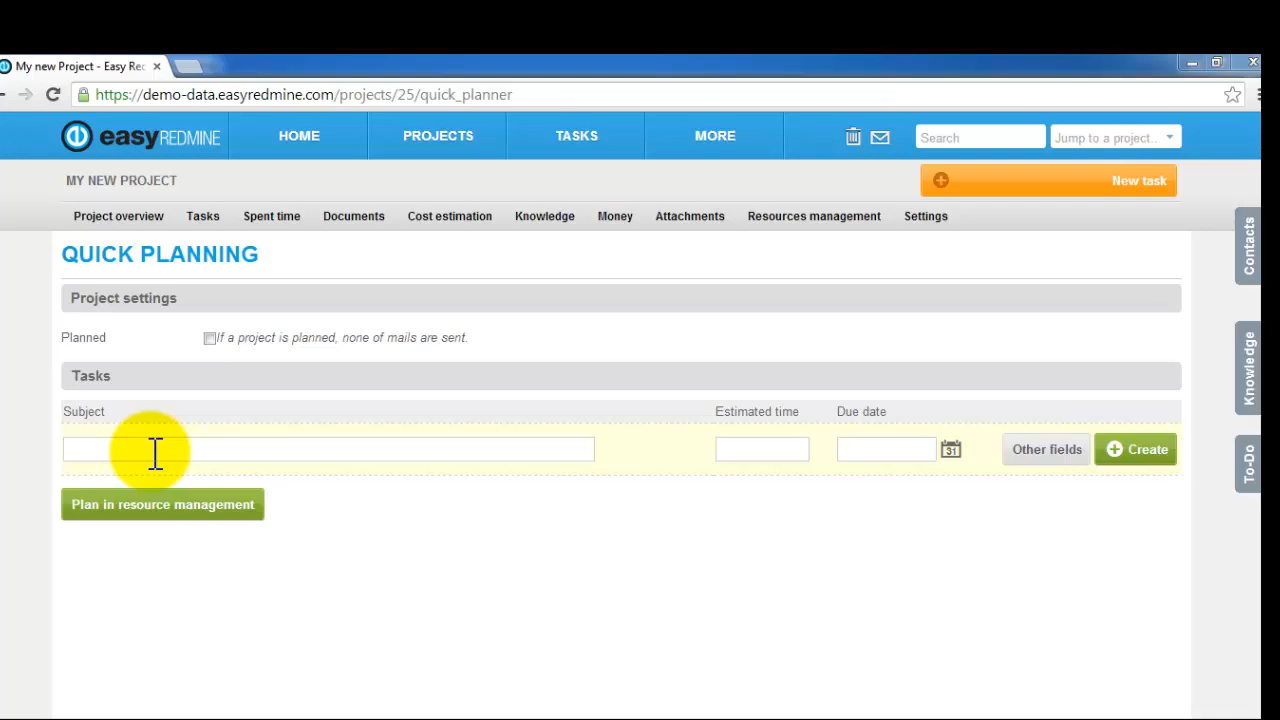 My new Project - Easy Rec
https://demo-data.easyredmine.com/projects/25/quick_planner
easyREDMINE HOME PROJECTS TASKS MORE Search Jump to a project..
MY NEW PROJECT New task
Project overview Tasks Spent time Documents Cost estimation Knowledge Money Attachments Resources management Settings
Contacts
QUICK PLANNING
Project settings
Planned If a project is planned, none of mails are sent.
Knowledge
Tasks
Subject Estimated time Due date
31 Other fields Create
To-Do
Plan in resource management